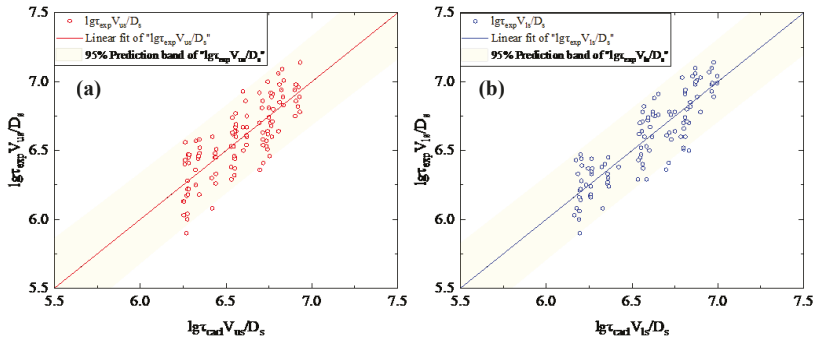 lgτexpVus/Ds
Linear fit of "lgτexpVus/Ds"
95% Prediction band of "lgτexpVus/Ds"
(a)
7.5
7.0
6.5
6.0
5.5
5.5 6.0 6.5 7.0 7.5
lgτexpVus/Ds
lgτcaclVus/Ds
lgτexpVls/Ds
Linear fit of "lgτexpVls/Ds"
95% Prediction band of "lgτexpVls/Ds"
(b)
7.5
7.0
6.5
6.0
5.5
5.5 6.0 6.5 7.0 7.5
lgτexpVls/Ds
lgτcaclVls/Ds